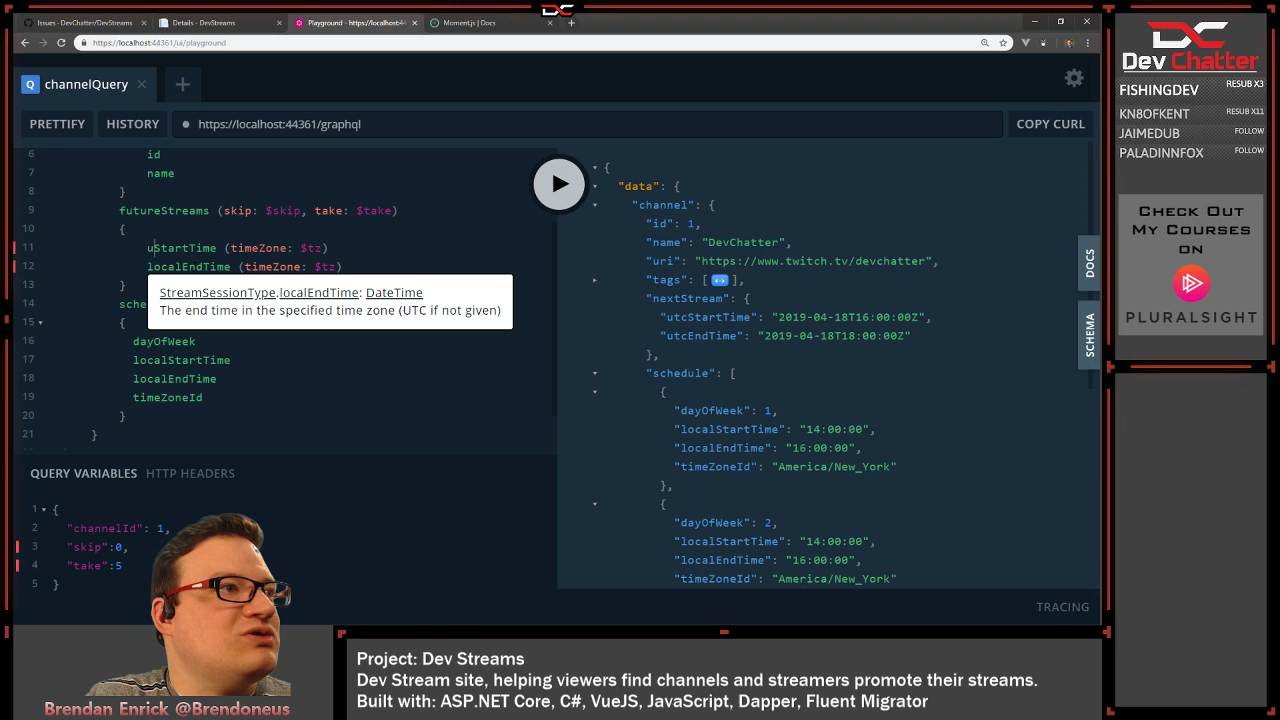 Issues - DevChatter/DevStreams
Details - DevStreams
Playground - https://localhost:44
Moment.js | Docs
https://localhost:44361/ui/playground
Q channelQuery
PRETTIFY
HISTORY
https://localhost:44361/graphql
COPY CURL
6 id
7 name
8 }
9 futureStreams (skip: $skip, take: $take)
10 {
11 uStartTime (timeZone: $tz)
12 localEndTime (timeZone: $tz)
13 }
14 sche
15 {
16 dayOfWeek
17 localStartTime
18 localEndTime
19 timeZoneId
20 }
21 }
StreamSessionType.localEndTime: DateTime
The end time in the specified time zone (UTC if not given)
QUERY VARIABLES HTTP HEADERS
1 {
2 "channelId": 1,
3 "skip":0,
4 "take":5
5 }
{
"data": {
"channel": {
"id": 1,
"name": "DevChatter",
"uri": "https://www.twitch.tv/devchatter",
"tags": [ ↔ ],
"nextStream": {
"utcStartTime": "2019-04-18T16:00:00Z",
"utcEndTime": "2019-04-18T18:00:00Z"
},
"schedule": [
{
"dayOfWeek": 1,
"localStartTime": "14:00:00",
"localEndTime": "16:00:00",
"timeZoneId": "America/New_York"
},
{
"dayOfWeek": 2,
"localStartTime": "14:00:00",
"localEndTime": "16:00:00",
"timeZoneId": "America/New_York"
DOCS
SCHEMA
TRACING
Dev Chatter
FISHINGDEV RESUB X3
KN8OFKENT RESUB X11
JAIMEDUB FOLLOW
PALADINNFOX FOLLOW
CHECK OUT
MY COURSES
ON
PLURALSIGHT
Brendan Enrick @Brendoneus
Project: Dev Streams
Dev Stream site, helping viewers find channels and streamers promote their streams.
Built with: ASP.NET Core, C#, VueJS, JavaScript, Dapper, Fluent Migrator